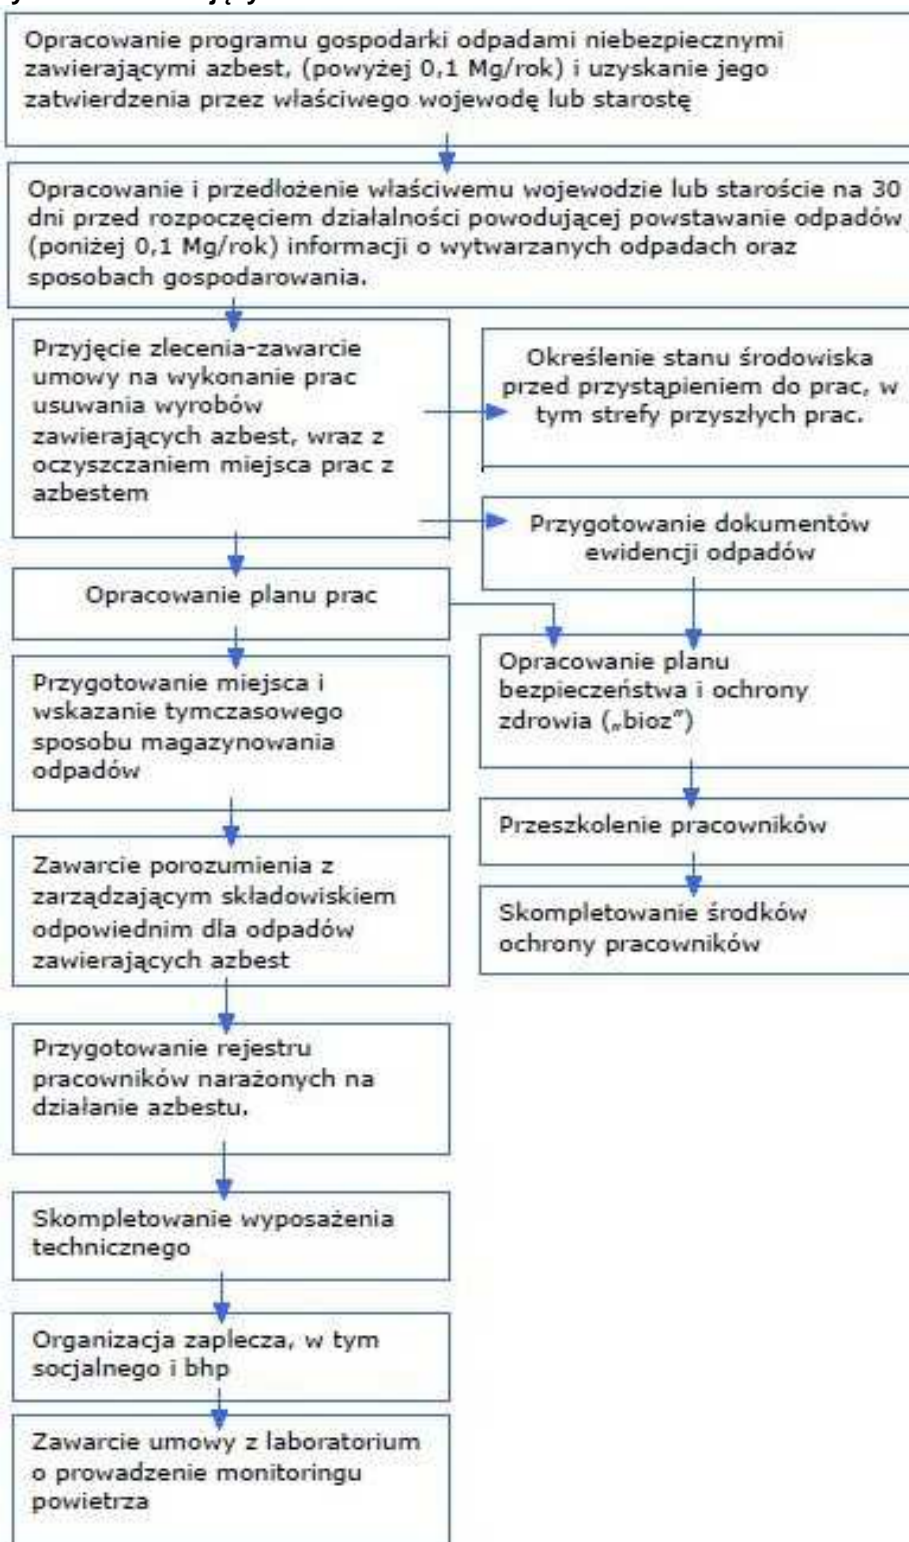 Opracowanie programu gospodarki odpadami niebezpiecznymi
zawierającymi azbest, (powyżej 0,1 Mg/rok) i uzyskanie jego
zatwierdzenia przez właściwego wojewodę lub starostę
Opracowanie i przedłożenie właściwemu wojewodzie lub staroście na 30
dni przed rozpoczęciem działalności powodującej powstawanie odpadów
(poniżej 0,1 Mg/rok) informacji o wytwarzanych odpadach oraz
sposobach gospodarowania.
Przyjęcie zlecenia-zawarcie
umowy na wykonanie prac
usuwania wyrobów
zawierających azbest, wraz z
oczyszczaniem miejsca prac z
azbestem
Określenie stanu środowiska
przed przystąpieniem do prac, w
tym strefy przyszłych prac.
Przygotowanie dokumentów
ewidencji odpadów
Opracowanie planu prac
Opracowanie planu
bezpieczeństwa i ochrony
zdrowia („bioz”)
Przygotowanie miejsca i
wskazanie tymczasowego
sposobu magazynowania
odpadów
Przeszkolenie pracowników
Zawarcie porozumienia z
zarządzającym składowiskiem
odpowiednim dla odpadów
zawierających azbest
Skompletowanie środków
ochrony pracowników
Przygotowanie rejestru
pracowników narażonych na
działanie azbestu.
Skompletowanie wyposażenia
technicznego
Organizacja zaplecza, w tym
socjalnego i bhp
Zawarcie umowy z laboratorium
o prowadzenie monitoringu
powietrza